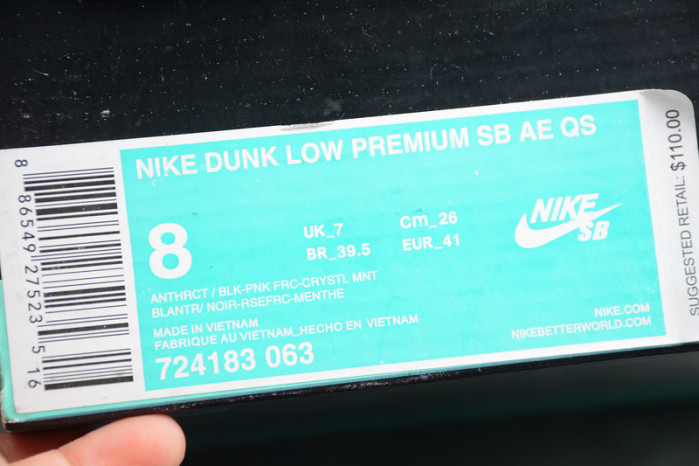 NIKE DUNK LOW PREMIUM SB AE QS
8
UK_7
Cm_26
BR_39.5
EUR_41
NIKE
SB
ANTHRCT / BLK-PNK FRC-CRYSTL MNT
BLANTR/ NOIR-RSEFRC-MENTHE
MADE IN VIETNAM
FABRIQUE AU VIETNAM_HECHO EN VIETNAM
724183 063
NIKE.COM
NIKEBETTERWORLD.COM
8 86549 27523 5 16
SUGGESTED RETAIL: $110.00